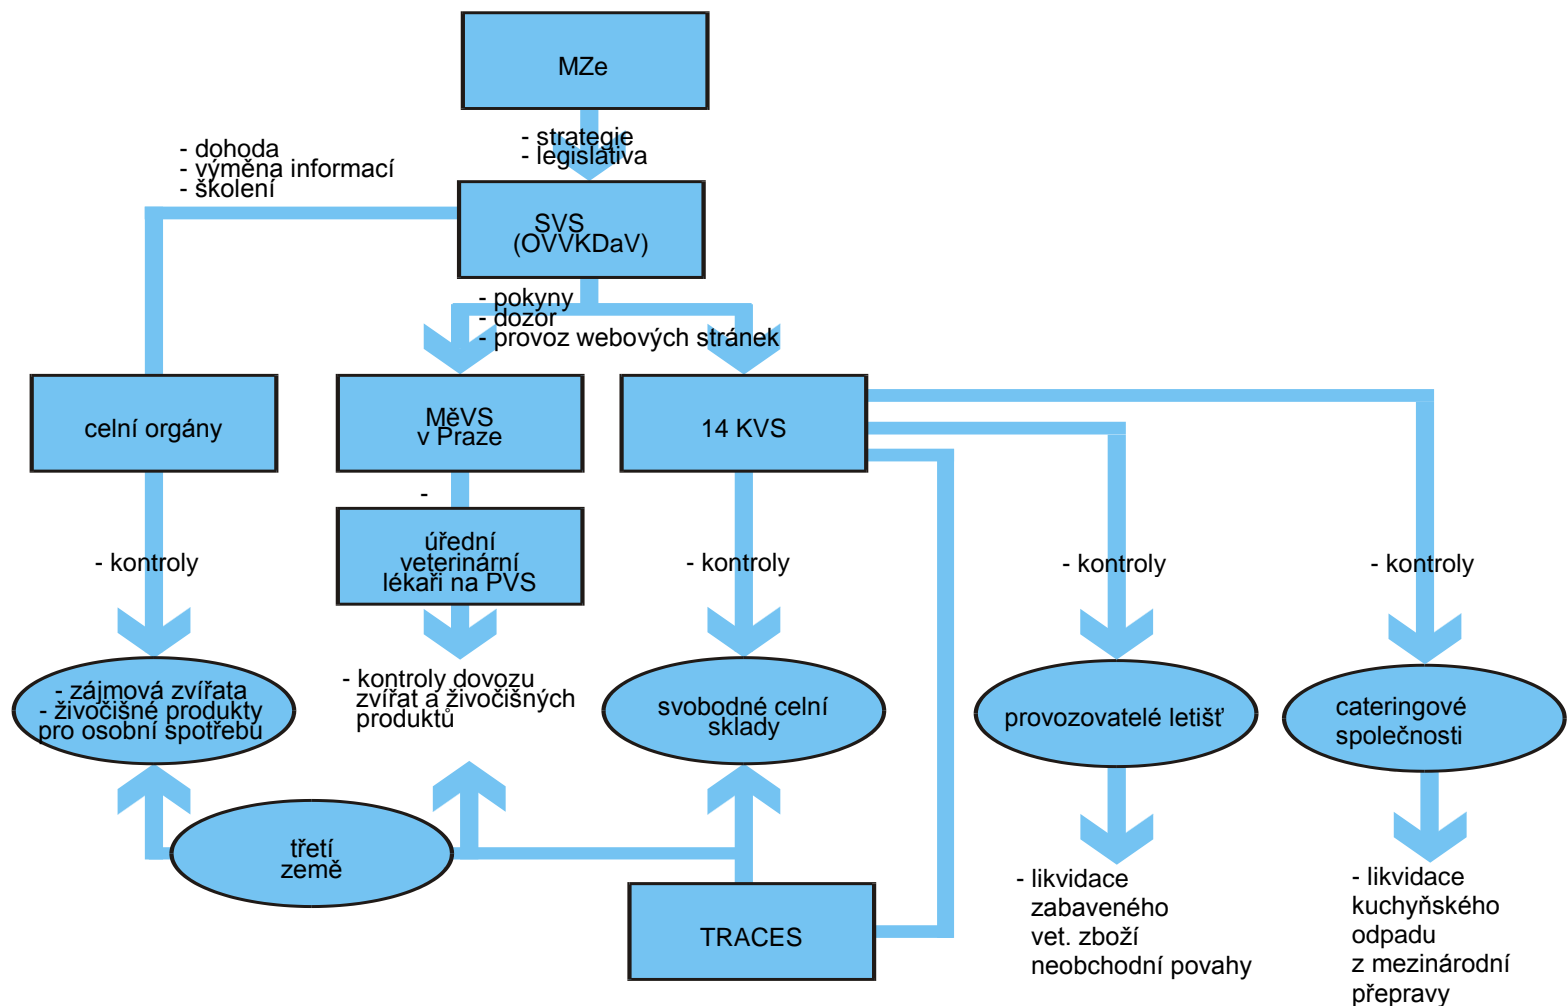 MZe
- strategie
- legislativa
- dohoda
- výměna informací
- školení
SVS
(OVVKDaV)
- pokyny
- dozor
- provoz webových stránek
celní orgány
MěVS
v Praze
14 KVS
-
úřední
veterinární
lékaři na PVS
- kontroly
- kontroly
- kontroly
- kontroly
- zájmová zvířata
- živočišné produkty
pro osobní spotřebu
- kontroly dovozu
zvířat a živočišných
produktů
svobodné celní
sklady
provozovatelé letišť
cateringové
společnosti
třetí
země
TRACES
- likvidace
zabaveného
vet. zboží
neobchodní povahy
- likvidace
kuchyňského
odpadu
z mezinárodní
přepravy